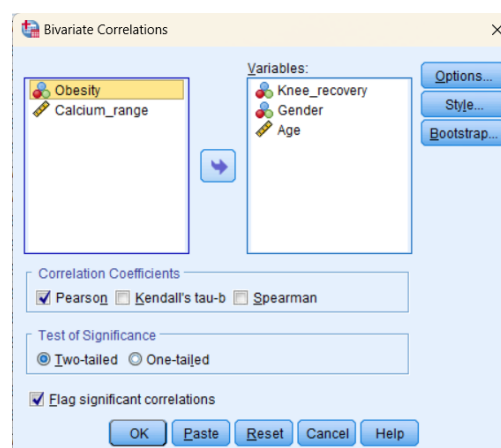 Bivariate Correlations
Variables:
Obesity
Calcium_range
Knee_recovery
Gender
Age
Options...
Style...
Bootstrap...
Correlation Coefficients
Pearson Kendall's tau-b Spearman
Test of Significance
Two-tailed One-tailed
Flag significant correlations
OK Paste Reset Cancel Help